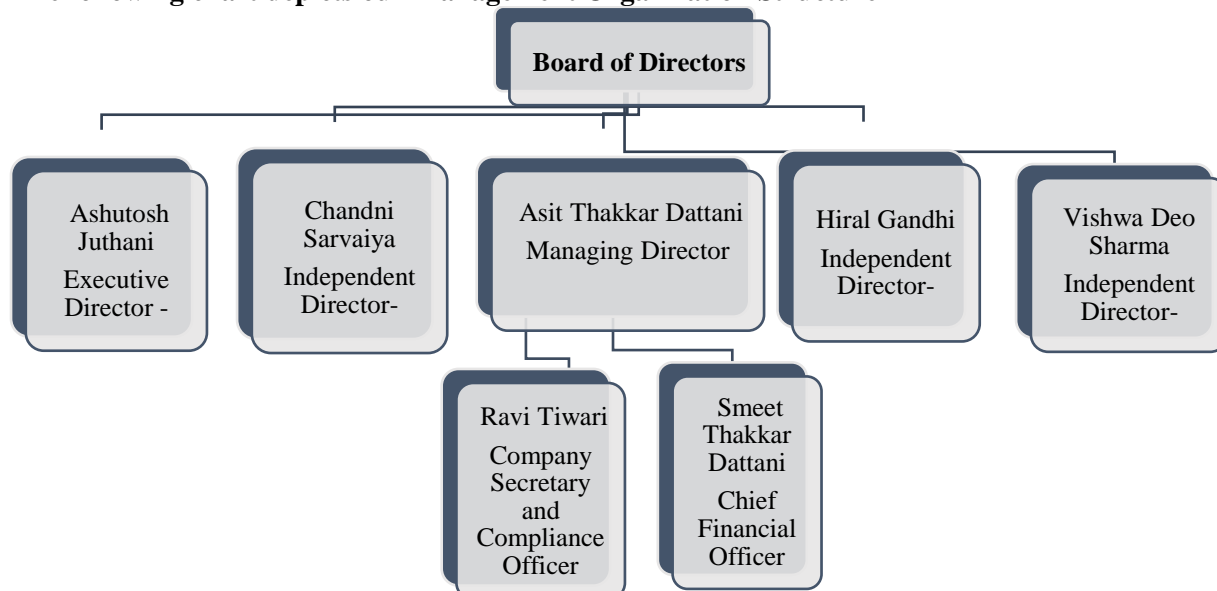 Board of Directors
Ashutosh
Juthani
Executive
Director -
Chandni
Sarvaiya
Independent
Director-
Asit Thakkar Dattani
Managing Director
Hiral Gandhi
Independent
Director-
Vishwa Deo
Sharma
Independent
Director-
Ravi Tiwari
Company
Secretary
and
Compliance
Officer
Smeet
Thakkar
Dattani
Chief
Financial
Officer